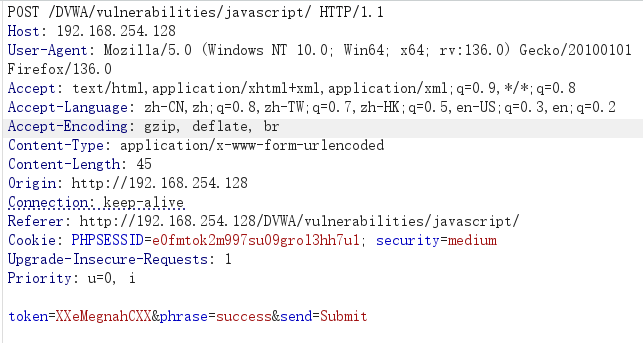 POST /DVWA/vulnerabilities/javascript/ HTTP/1.1
Host: 192.168.254.128
User-Agent: Mozilla/5.0 (Windows NT 10.0; Win64; x64; rv:136.0) Gecko/20100101
Firefox/136.0
Accept: text/html,application/xhtml+xml,application/xml;q=0.9,*/*;q=0.8
Accept-Language: zh-CN,zh;q=0.8,zh-TW;q=0.7,zh-HK;q=0.5,en-US;q=0.3,en;q=0.2
Accept-Encoding: gzip, deflate, br
Content-Type: application/x-www-form-urlencoded
Content-Length: 45
Origin: http://192.168.254.128
Connection: keep-alive
Referer: http://192.168.254.128/DVWA/vulnerabilities/javascript/
Cookie: PHPSESSID=e0fmtok2m997su09grol3hh7u1; security=medium
Upgrade-Insecure-Requests: 1
Priority: u=0, i
token=XXeMegnahCXX&phrase=success&send=Submit